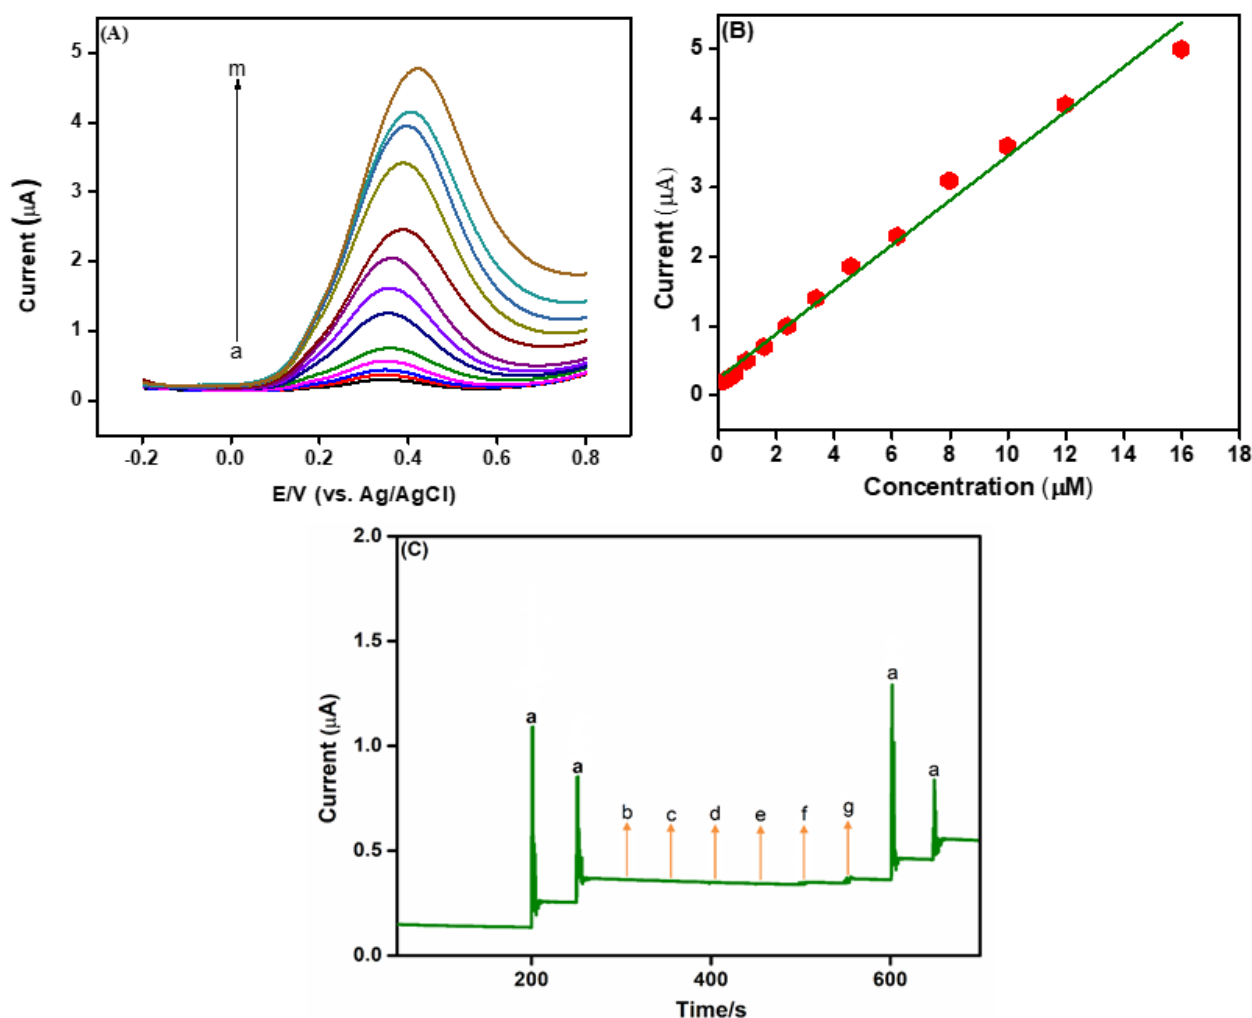 (A)
5
4
3
2
1
0
m
a
Current (μA)
-0.2 0.0 0.2 0.4 0.6 0.8
E/V (vs. Ag/AgCl)
(B)
5
4
3
2
1
0
Current (μA)
0 2 4 6 8 10 12 14 16 18
Concentration (μM)
(C)
2.0
1.5
1.0
0.5
0.0
Current (μA)
a
a
b c d e f g
a
a
200 400 600
Time/s